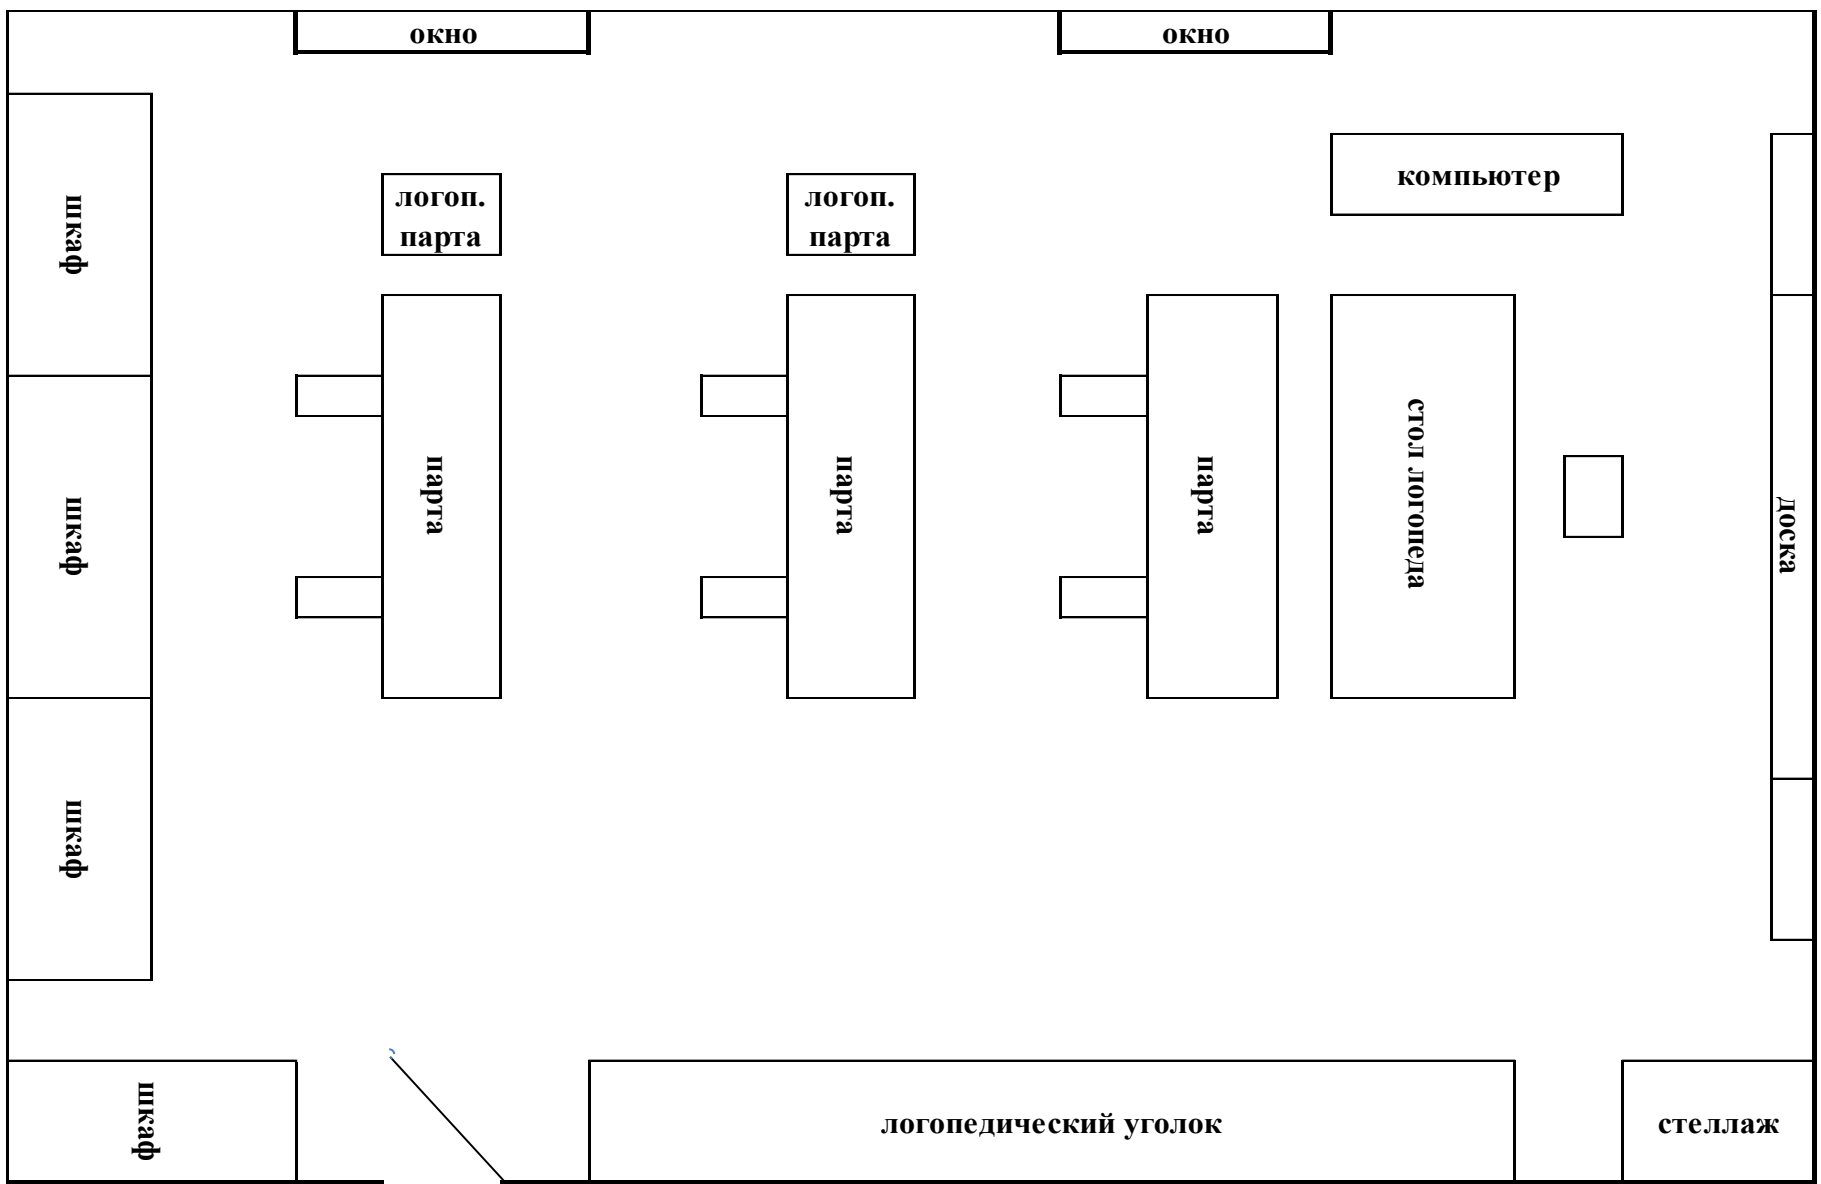 окно
окно
компьютер
логоп.
парта
логоп.
парта
шкаф
шкаф
шкаф
парта
парта
парта
стол логопеда
доска
шкаф
логопедический уголок
стеллаж